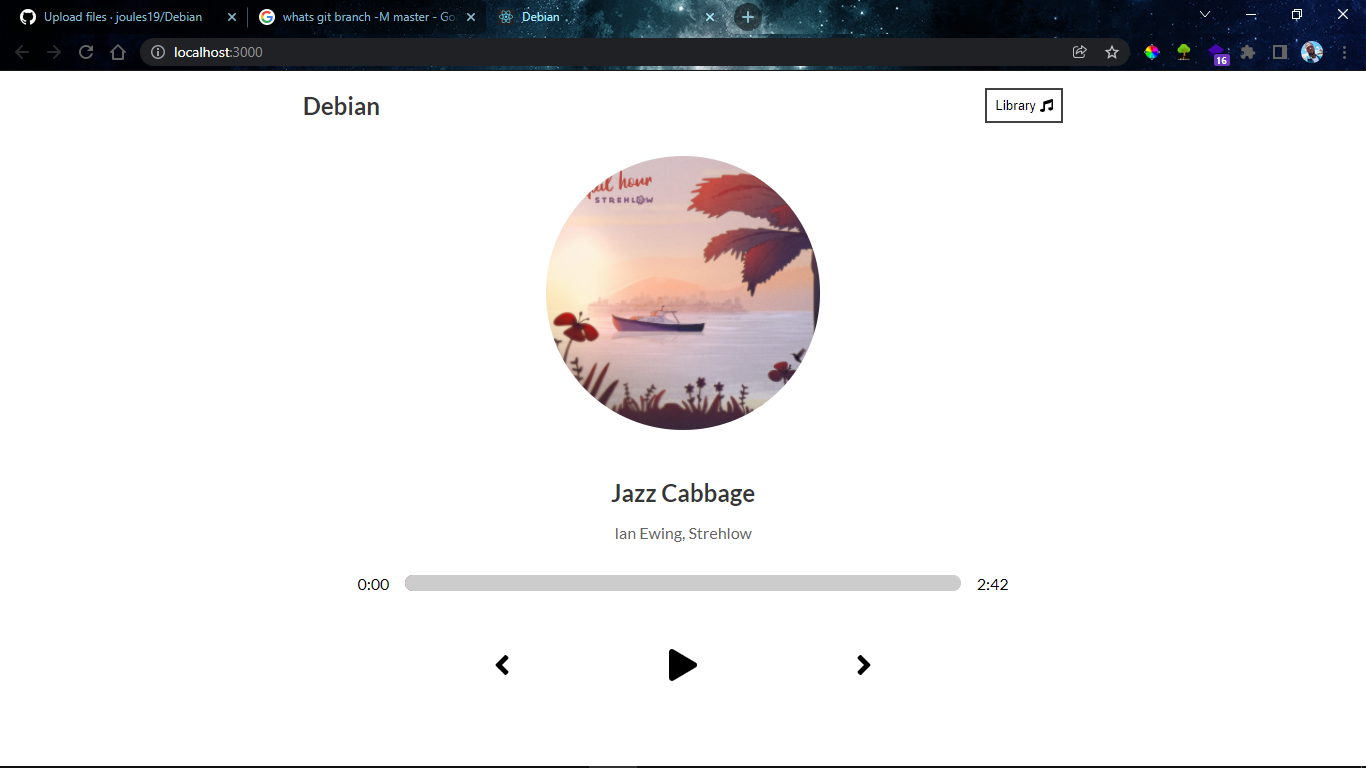 Upload files · joules19/Debian
whats git branch -M master - Go
Debian
localhost:3000
16
Debian
Library
hour
STREHLOW
Jazz Cabbage
Ian Ewing, Strehlow
0:00
2:42